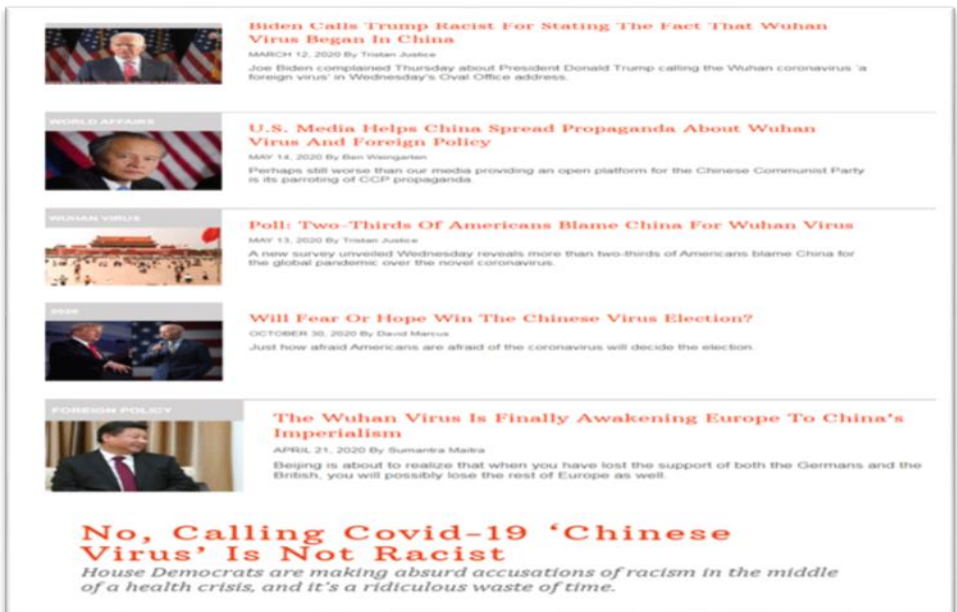 Biden Calls Trump Racist For Stating The Fact That Wuhan
Virus Began In China
MARCH 12, 2020 By Tristan Justice
Joe Biden complained Thursday about President Donald Trump calling the Wuhan coronavirus 'a
foreign virus' in Wednesday's Oval Office address.
WORLD AFFAIRS
U.S. Media Helps China Spread Propaganda About Wuhan
Virus And Foreign Policy
MAY 14, 2020 By Ben Weingarten
Perhaps still worse than our media providing an open platform for the Chinese Communist Party
is its parroting of CCP propaganda.
WUHAN VIRUS
Poll: Two-Thirds Of Americans Blame China For Wuhan Virus
MAY 13, 2020 By Tristan Justice
A new survey unveiled Wednesday reveals more than two-thirds of Americans blame China for
the global pandemic over the novel coronavirus.
2020
Will Fear Or Hope Win The Chinese Virus Election?
OCTOBER 30, 2020 By David Marcus
Just how afraid Americans are afraid of the coronavirus will decide the election.
FOREIGN POLICY
The Wuhan Virus Is Finally Awakening Europe To China's
Imperialism
APRIL 21, 2020 By Sumantra Maitra
Beijing is about to realize that when you have lost the support of both the Germans and the
British, you will possibly lose the rest of Europe as well.
No, Calling Covid-19 'Chinese
Virus' Is Not Racist
House Democrats are making absurd accusations of racism in the middle
of a health crisis, and it's a ridiculous waste of time.